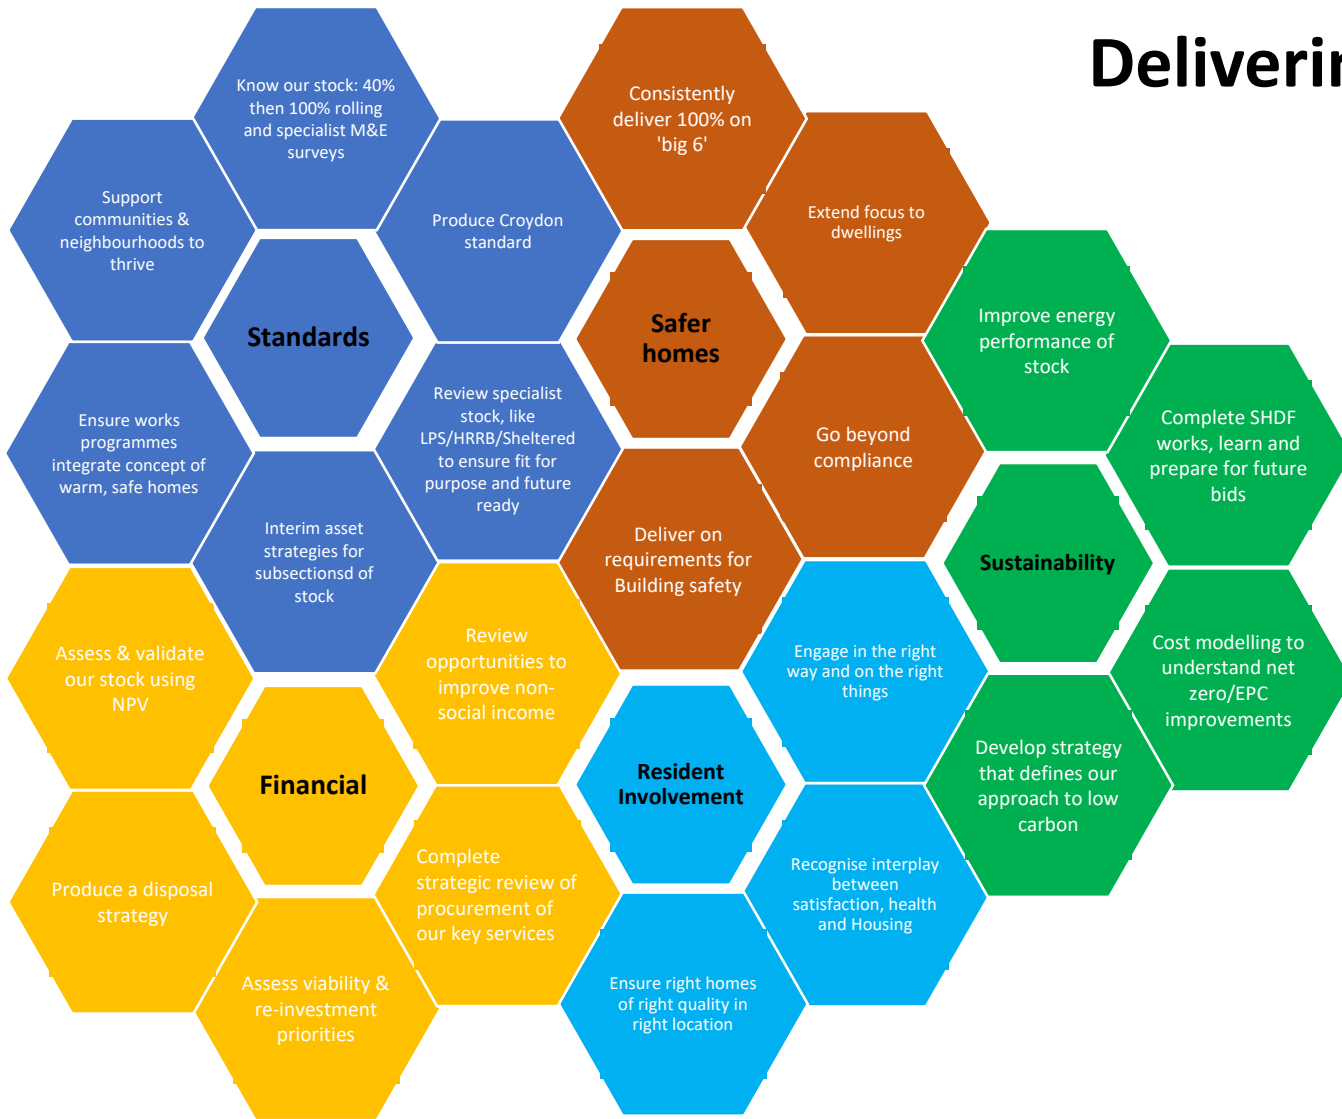 Deliverin
Know our stock: 40%
then 100% rolling
and specialist M&E
surveys
Consistently
deliver 100% on
'big 6'
Support
communities &
neighbourhoods to
thrive
Produce Croydon
standard
Extend focus to
dwellings
Standards
Safer
homes
Improve energy
performance of
stock
Ensure works
programmes
integrate concept of
warm, safe homes
Review specialist
stock, like
LPS/HRRB/Sheltered
to ensure fit for
purpose and future
ready
Go beyond
compliance
Complete SHDF
works, learn and
prepare for future
bids
Interim asset
strategies for
subsectionsd of
stock
Deliver on
requirements for
Building safety
Sustainability
Assess & validate
our stock using
NPV
Review
opportunities to
improve non-
social income
Engage in the right
way and on the right
things
Cost modelling to
understand net
zero/EPC
improvements
Financial
Resident
Involvement
Develop strategy
that defines our
approach to low
carbon
Produce a disposal
strategy
Complete
strategic review of
procurement of
our key services
Recognise interplay
between
satisfaction, health
and Housing
Assess viability &
re-investment
priorities
Ensure right homes
of right quality in
right location